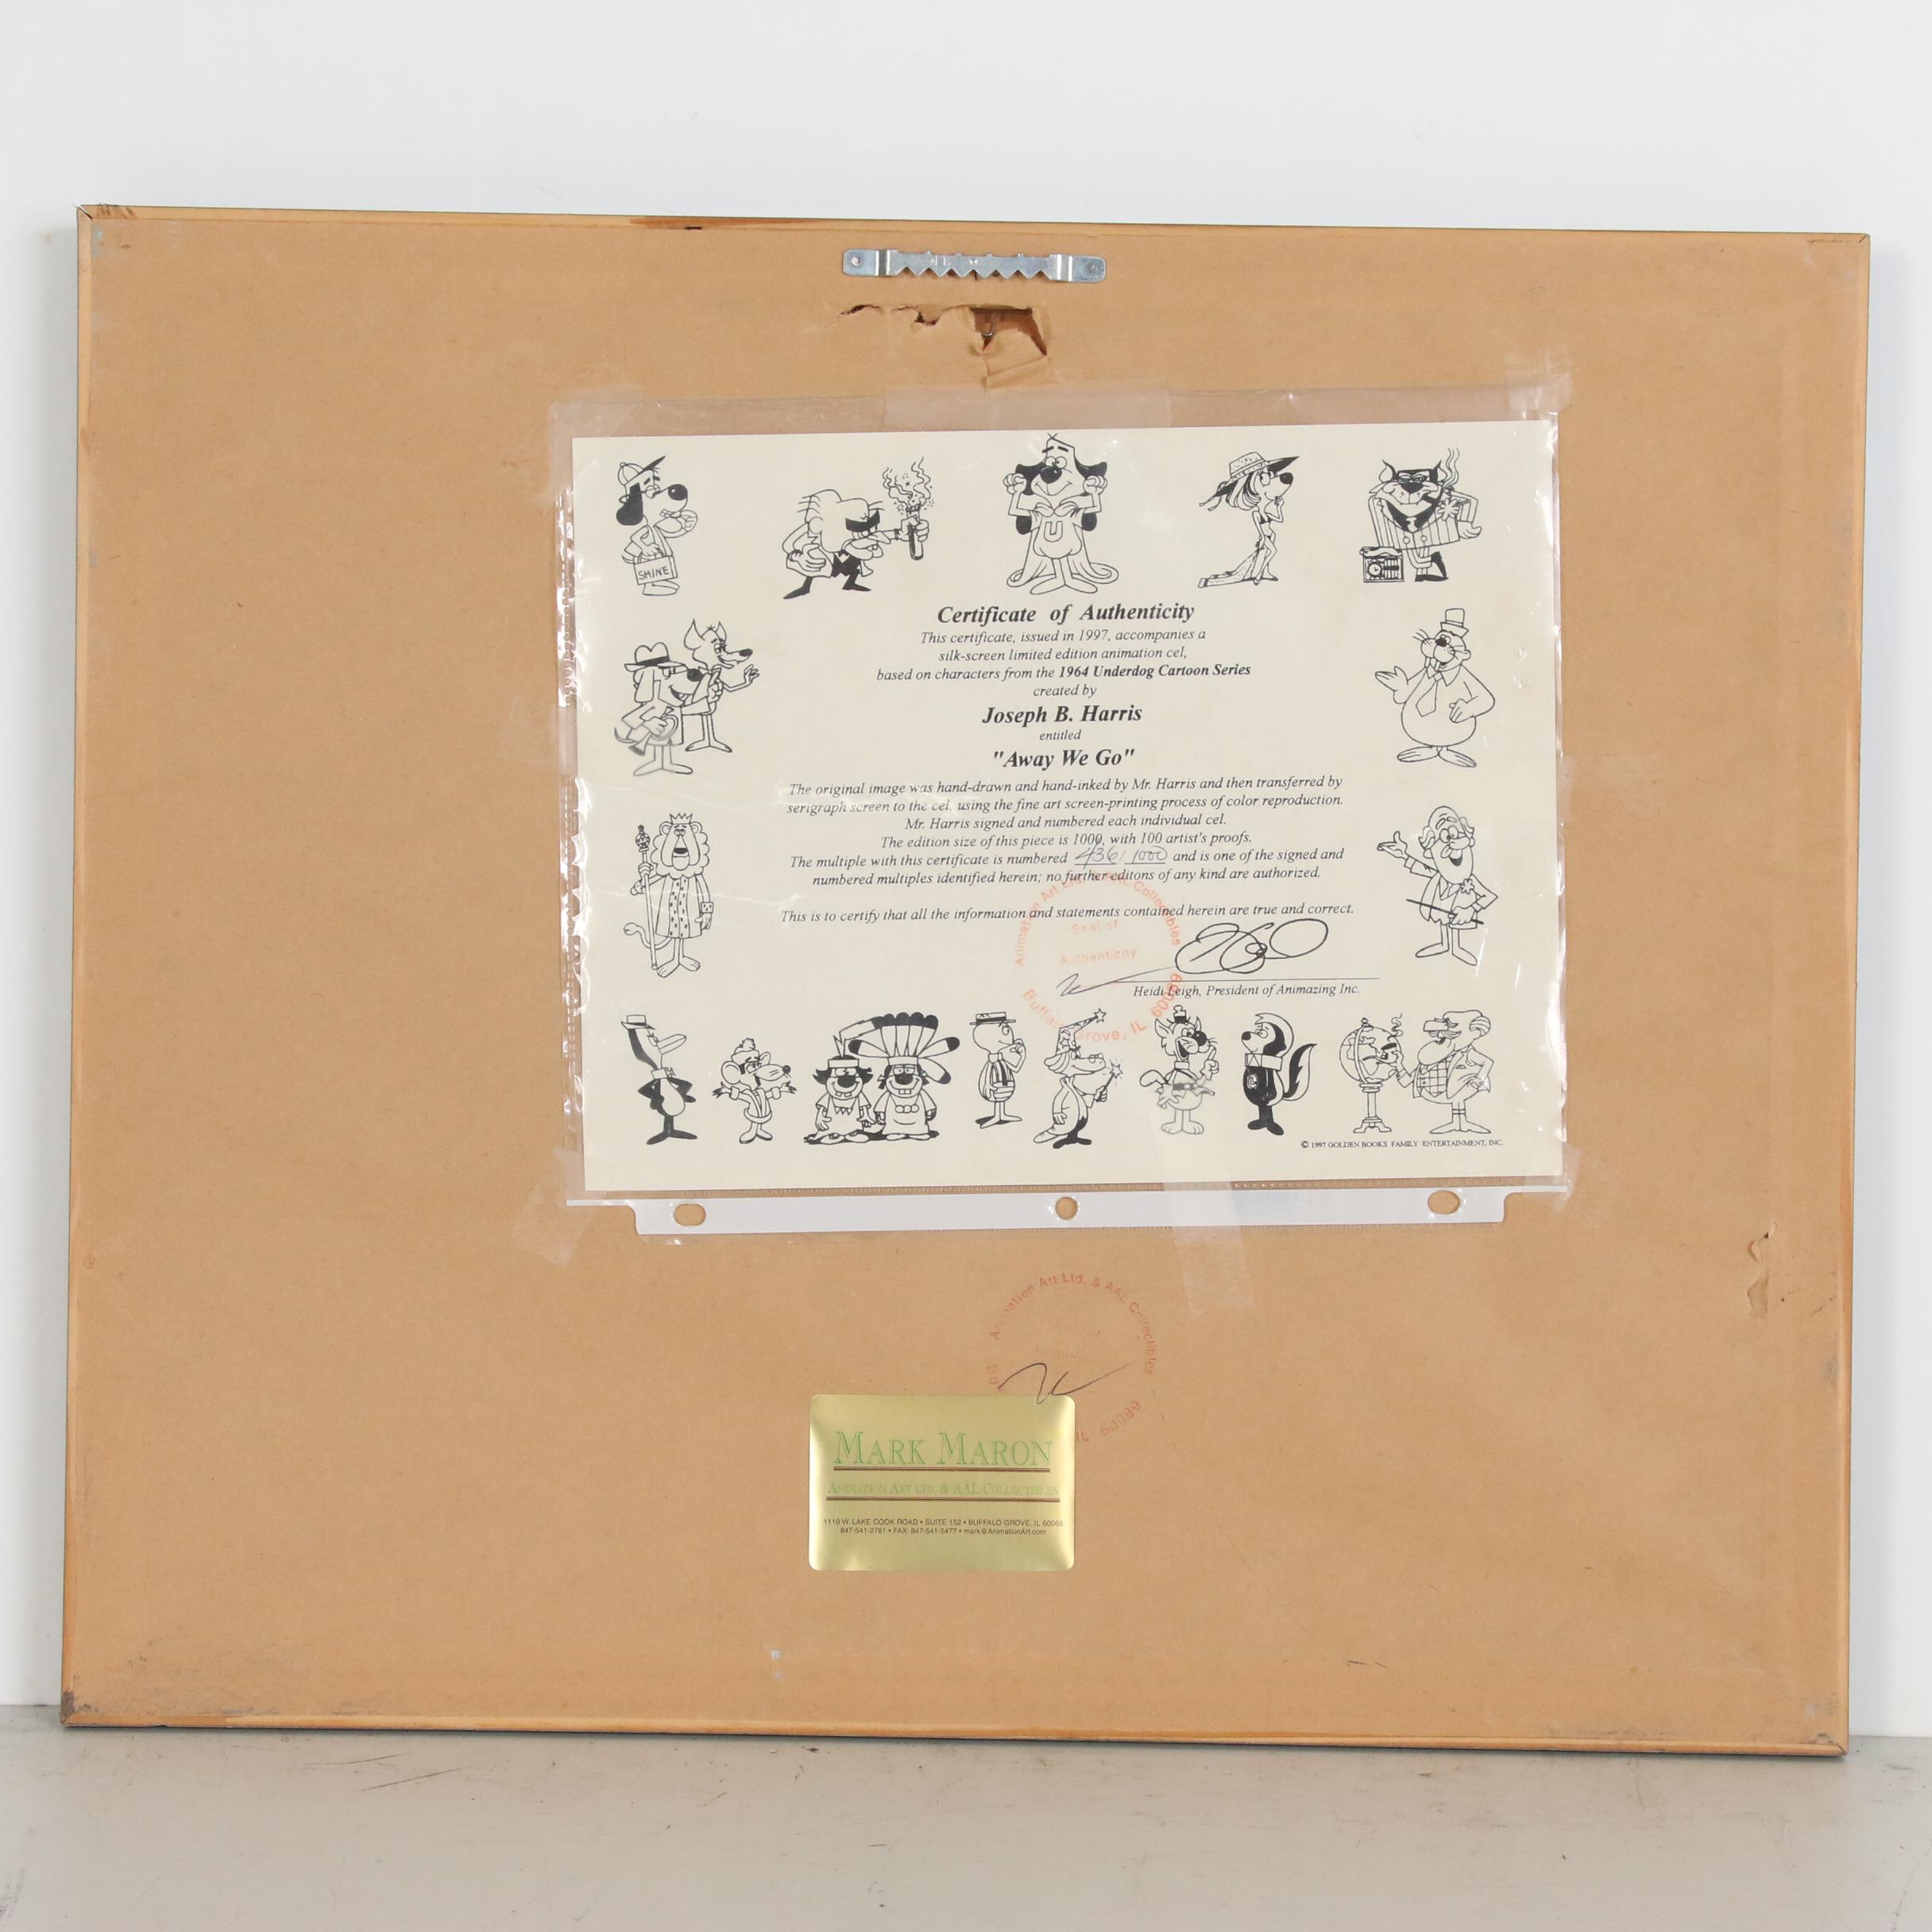 SHINE
U
Certificate of Authenticity
This certificate, issued in 1997, accompanies a
silk-screen limited edition animation cel,
based on characters from the 1964 Underdog Cartoon Series
created by
Joseph B. Harris
entitled
"Away We Go"
The original image was hand-drawn and hand-inked by Mr. Harris and then transferred by
serigraph screen to the cel, using the fine art screen-printing process of color reproduction.
Mr. Harris signed and numbered each individual cel.
The edition size of this piece is 1000, with 100 artist's proofs.
The multiple with this certificate is numbered 436/1000 and is one of the signed and
numbered multiples identified herein; no further editons of any kind are authorized.
This is to certify that all the information and statements contained herein are true and correct.
Animation Art Collectibles
Seal of
Authenticity
Buffalo Grove, IL 60089
Heidi Leigh, President of Animazing Inc.
© 1997 GOLDEN BOOKS FAMILY ENTERTAINMENT, INC.
Animation Art Ltd. & AAL Collectibles
Seal of
IL 60089
MARK MARON
ANIMATION ART LTD. & AAL COLLECTIBLES
1110 W. LAKE COOK ROAD • SUITE 152 • BUFFALO GROVE, IL 60089
847-541-2761 • FAX: 847-541-5477 • mark@AnimationArt.com